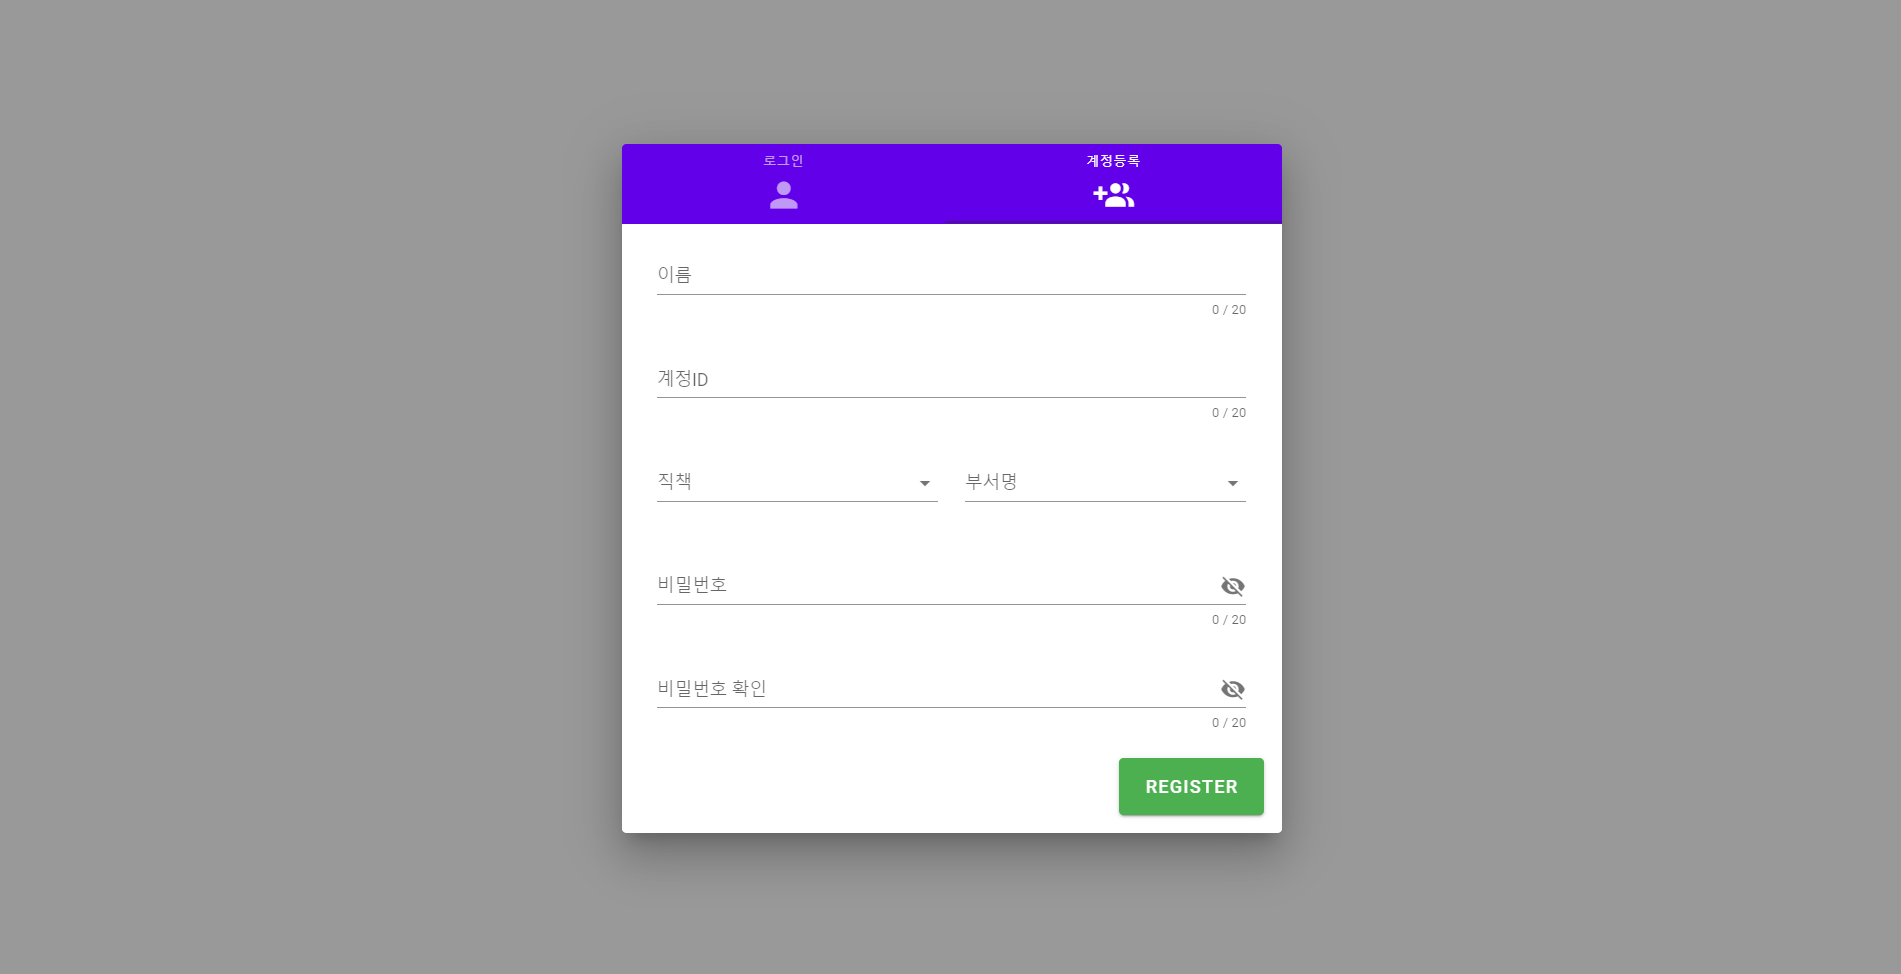 로그인
계정등록
이름
0 / 20
계정ID
0 / 20
직책
부서명
비밀번호
0 / 20
비밀번호 확인
0 / 20
REGISTER